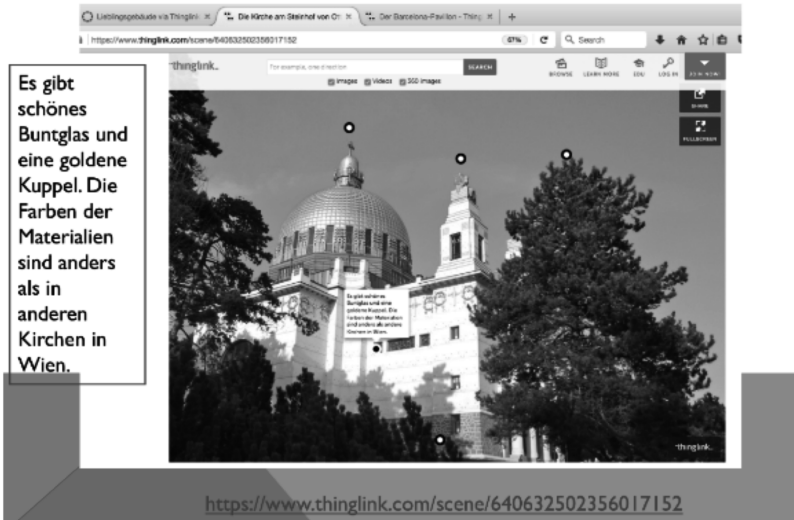 Lieblingsgebäude via Thinglink ×
Die Kirche am Steinhof von Ott ×
Der Barcelona-Pavilion - Thing ×
+
https://www.thinglink.com/scene/640632502356017152
67%
Search
thinglink..
For example, one direction
SEARCH
Images
Videos
360 images
BROWSE
LEARN MORE
EDU
LOG IN
JOIN NOW!
SHARE
FULLSCREEN
Es gibt
schönes
Buntglas und
eine goldene
Kuppel. Die
Farben der
Materialien
sind anders
als in
anderen
Kirchen in
Wien.
Es gibt schönes
Buntglas und eine
goldene Kuppel. Die
Farben der Materialien
sind anders als andere
Kirchen in Wien.
thinglink..
https://www.thinglink.com/scene/640632502356017152